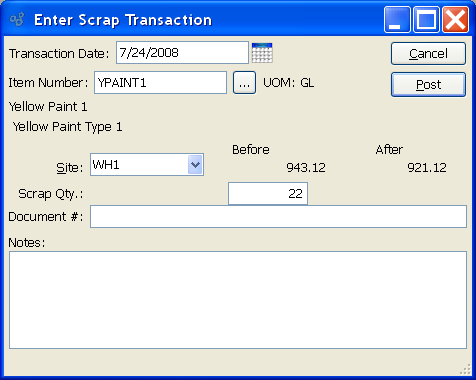 Enter Scrap Transaction
Transaction Date: 7/24/2008
Cancel
Item Number: YPAINT1 ... UOM: GL
Post
Yellow Paint 1
Yellow Paint Type 1
Before After
Site: WH1 943.12 921.12
Scrap Qty.: 22
Document #:
Notes: